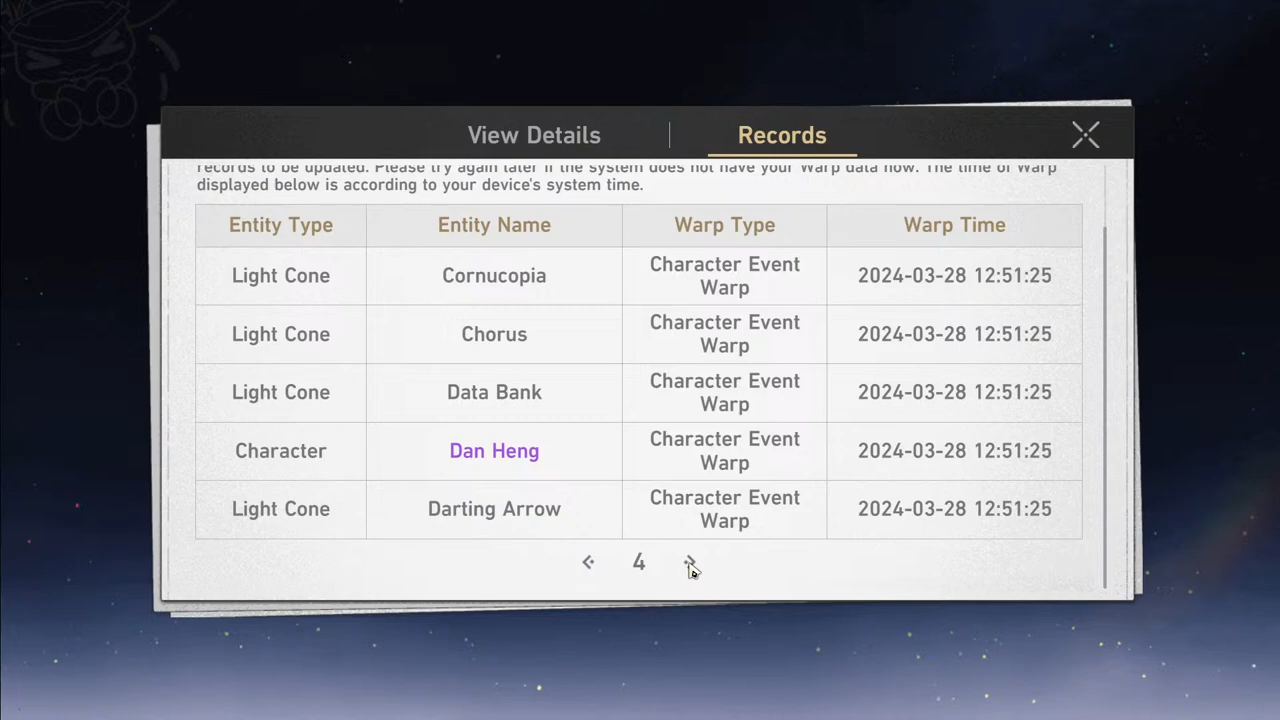 View Details
Records
records to be updated. Please try again later if the system does not have your Warp data now. The time of Warp
displayed below is according to your device's system time.
Entity Type Entity Name Warp Type Warp Time
Light Cone Cornucopia Character Event Warp 2024-03-28 12:51:25
Light Cone Chorus Character Event Warp 2024-03-28 12:51:25
Light Cone Data Bank Character Event Warp 2024-03-28 12:51:25
Character Dan Heng Character Event Warp 2024-03-28 12:51:25
Light Cone Darting Arrow Character Event Warp 2024-03-28 12:51:25
4